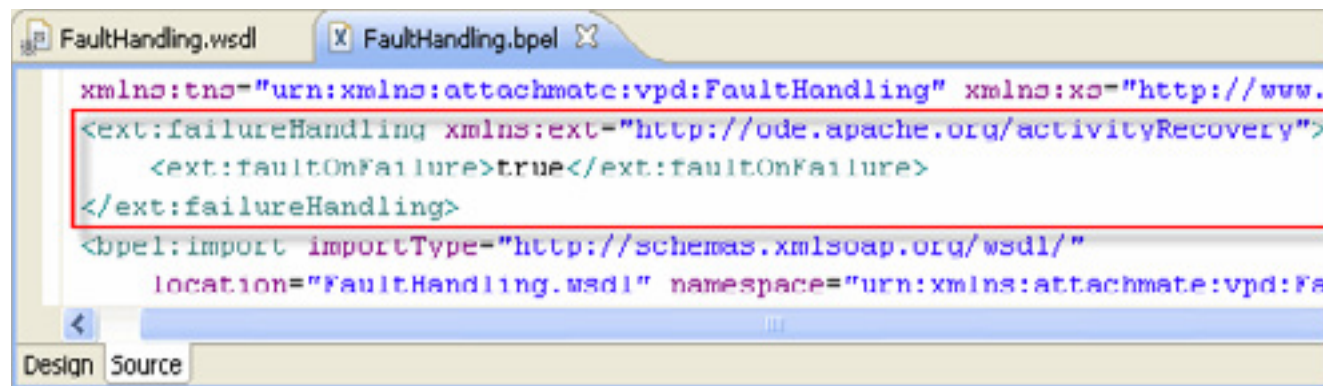 FaultHandling.wsdl
FaultHandling.bpel
xmlns:tns="urn:xmlns:attachmate:vpd:FaultHandling" xmlns:xs="http://www.
<ext:failureHandling xmlns:ext="http://ode.apache.org/activityRecovery">
<ext:faultOnFailure>true</ext:faultOnFailure>
</ext:failureHandling>
<bpel:import importType="http://schemas.xmlsoap.org/wsdl/"
location="FaultHandling.wsdl" namespace="urn:xmlns:attachmate:vpd:Fa
Design Source